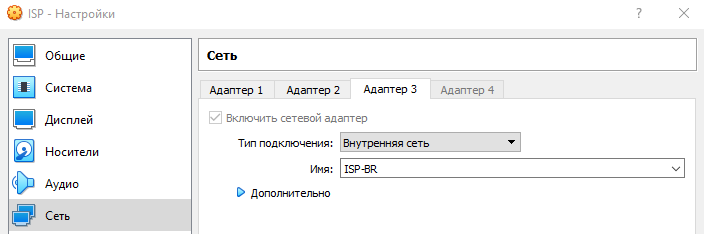 ISP - Настройки
Общие
Система
Дисплей
Носители
Аудио
Сеть
Сеть
Адаптер 1 Адаптер 2 Адаптер 3 Адаптер 4
Включить сетевой адаптер
Тип подключения: Внутренняя сеть
Имя: ISP-BR
Дополнительно